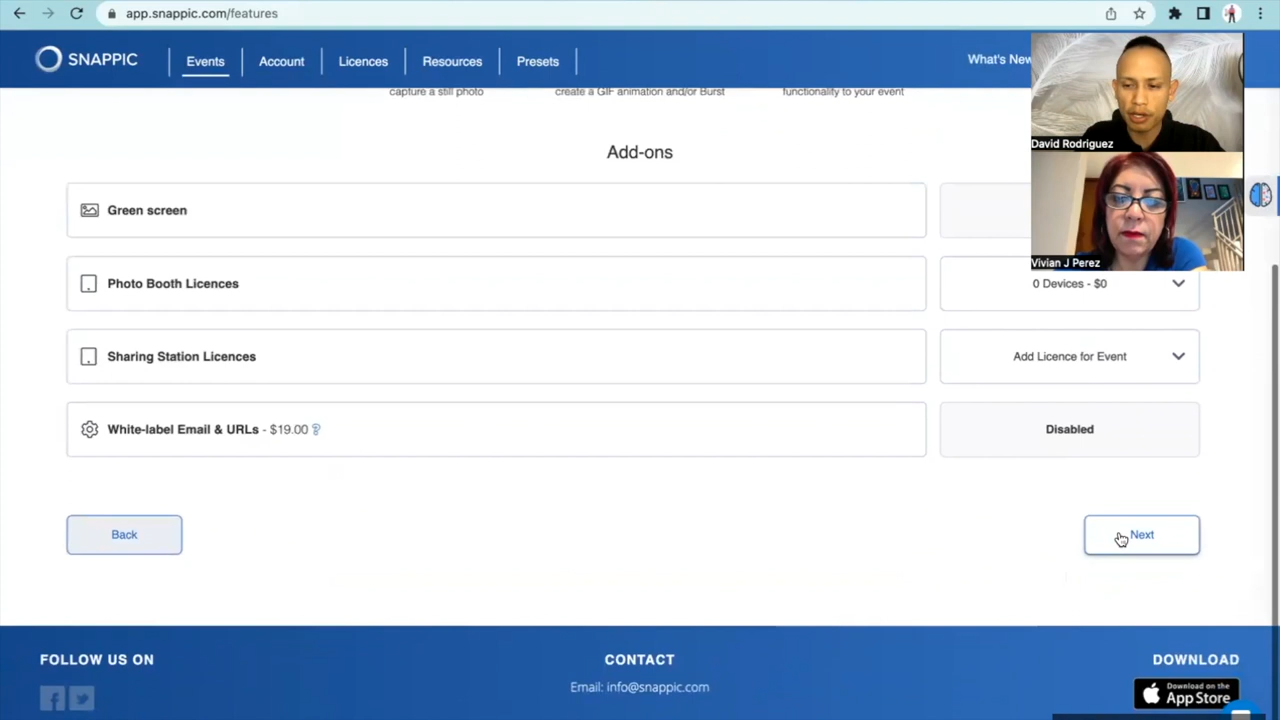 app.snappic.com/features
SNAPPIC
Events
Account
Licences
Resources
Presets
What's New
David Rodriguez
Vivian J Perez
capture a still photo
create a GIF animation and/or Burst
functionality to your event
Add-ons
Green screen
Photo Booth Licences
0 Devices - $0
Sharing Station Licences
Add Licence for Event
White-label Email & URLs - $19.00 ?
Disabled
Back
Next
FOLLOW US ON
CONTACT
DOWNLOAD
Email: info@snappic.com
Download on the
App Store